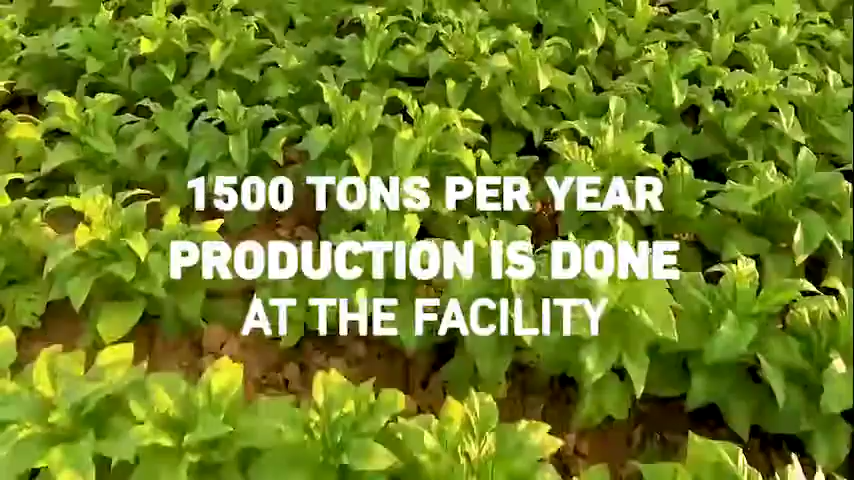 1500 TONS PER YEAR
PRODUCTION IS DONE
AT THE FACILITY